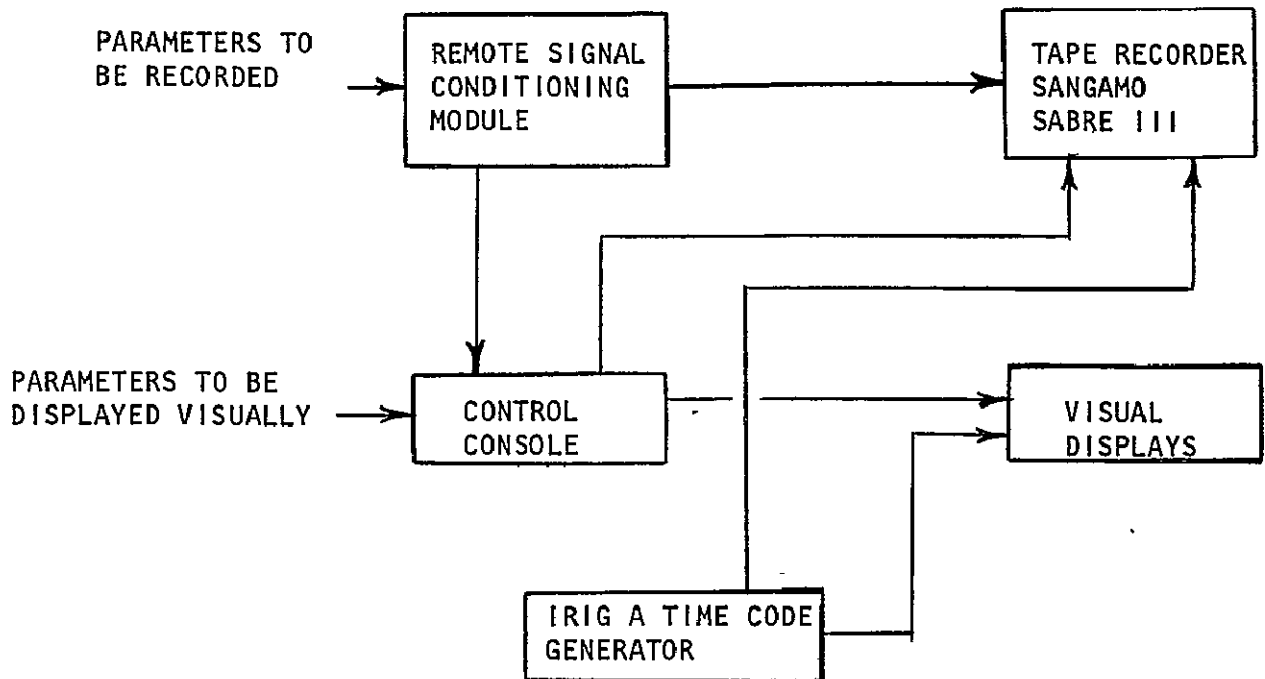 PARAMETERS TO
BE RECORDED
REMOTE SIGNAL
CONDITIONING
MODULE
TAPE RECORDER
SANGAMO
SABRE III
PARAMETERS TO BE
DISPLAYED VISUALLY
CONTROL
CONSOLE
VISUAL
DISPLAYS
IRIG A TIME CODE
GENERATOR